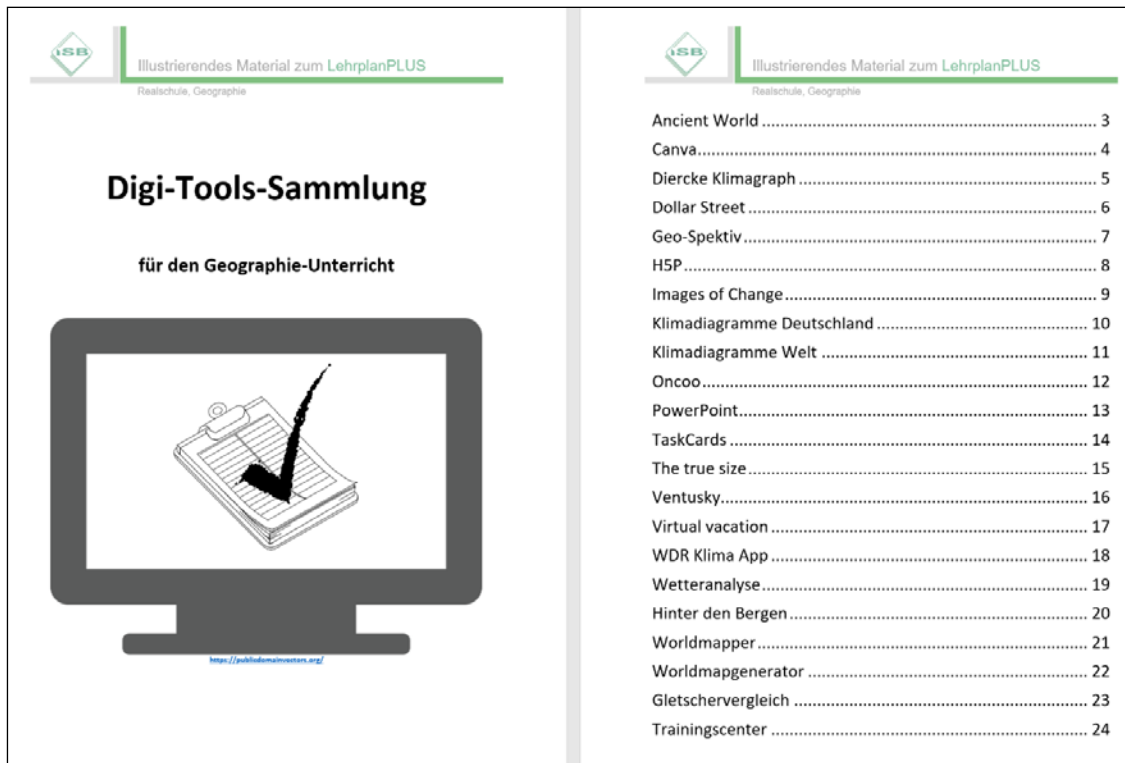 ISB
Illustrierendes Material zum LehrplanPLUS
Realschule, Geographie
Digi-Tools-Sammlung
für den Geographie-Unterricht
https://publicdomainvectors.org/
ISB
Illustrierendes Material zum LehrplanPLUS
Realschule, Geographie
Ancient World ........ 3
Canva ........ 4
Diercke Klimagraph ........ 5
Dollar Street ........ 6
Geo-Spektiv ........ 7
H5P ........ 8
Images of Change ........ 9
Klimadiagramme Deutschland ........ 10
Klimadiagramme Welt ........ 11
Oncoo ........ 12
PowerPoint ........ 13
TaskCards ........ 14
The true size ........ 15
Ventusky ........ 16
Virtual vacation ........ 17
WDR Klima App ........ 18
Wetteranalyse ........ 19
Hinter den Bergen ........ 20
Worldmapper ........ 21
Worldmapgenerator ........ 22
Gletschervergleich ........ 23
Trainingscenter ........ 24